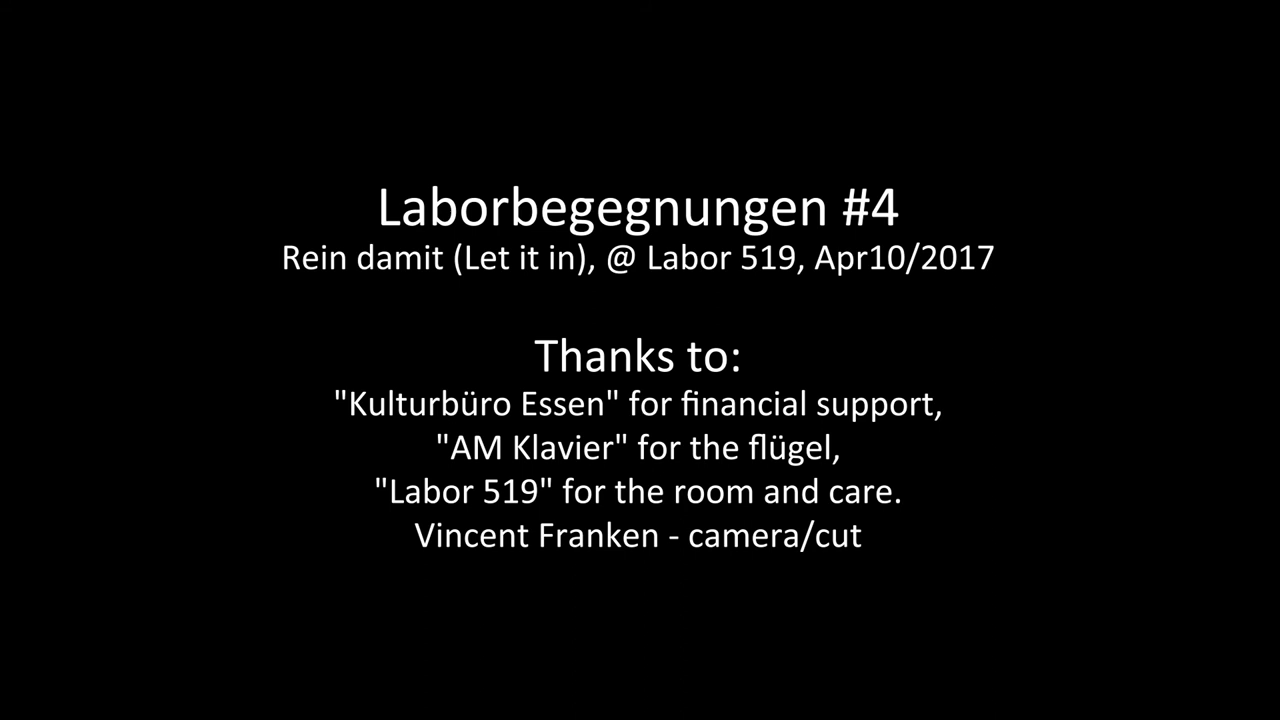 Laborbegegnungen #4
Rein damit (Let it in), @ Labor 519, Apr10/2017
Thanks to:
"Kulturbüro Essen" for financial support,
"AM Klavier" for the flügel,
"Labor 519" for the room and care.
Vincent Franken - camera/cut